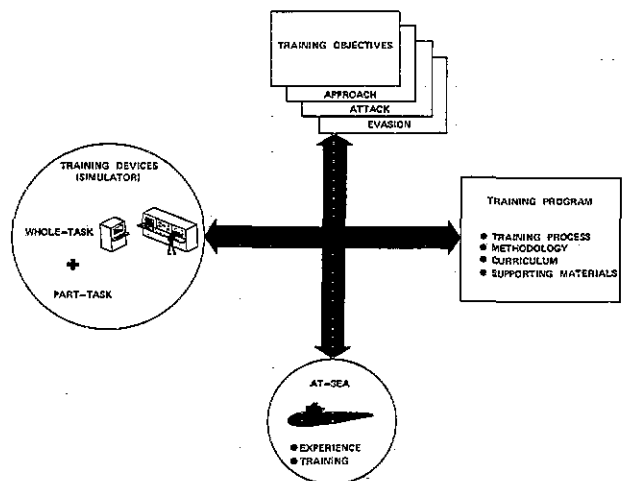 TRAINING OBJECTIVES
APPROACH
ATTACK
EVASION
TRAINING DEVICES
(SIMULATOR)
WHOLE-TASK
+
PART-TASK
TRAINING PROGRAM
● TRAINING PROCESS
● METHODOLOGY
● CURRICULUM
● SUPPORTING MATERIALS
AT-SEA
● EXPERIENCE
● TRAINING